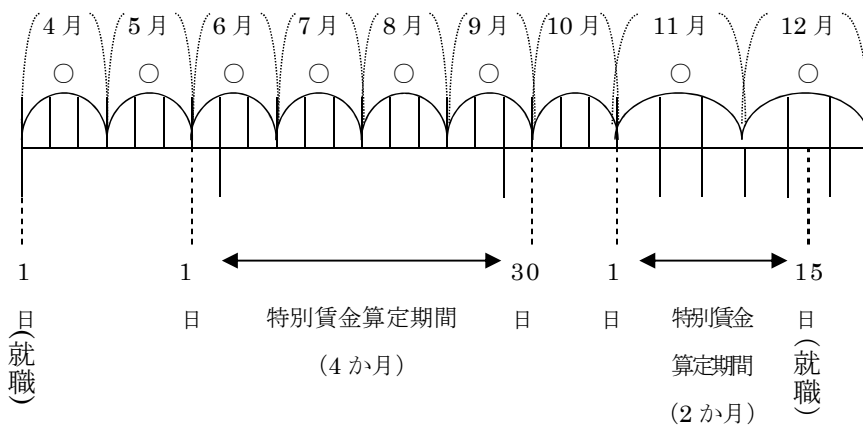 4月 5月 6月 7月 8月 9月 10月 11月 12月
○ ○ ○ ○ ○ ○ ○ ○
1 1 30 1 15
日 日 特別賃金算定期間 日 日 特別賃金 日
(就職) (4か月) 算定期間 (就職)
(2か月)